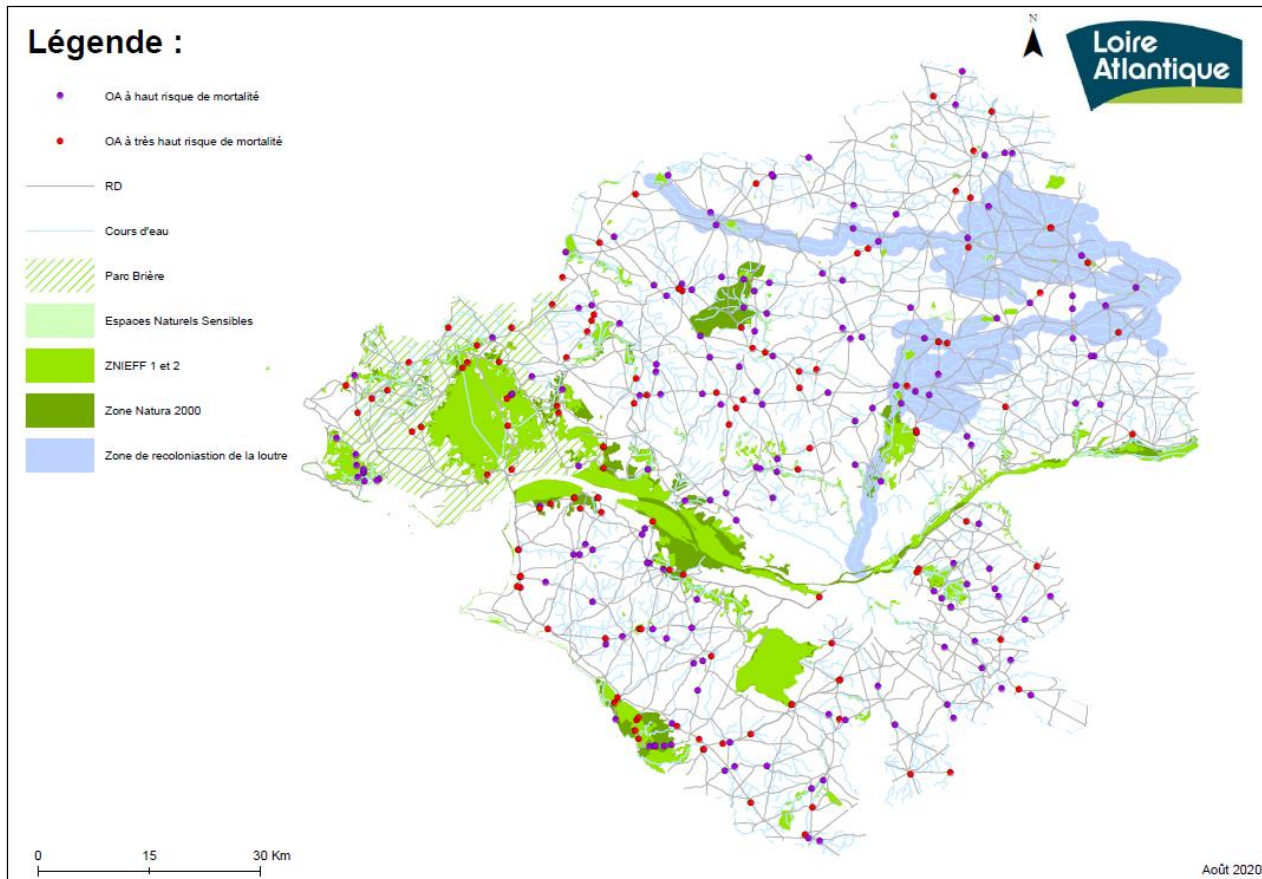 Légende :
OA à haut risque de mortalité
OA à très haut risque de mortalité
RD
Cours d'eau
Parc Brière
Espaces Naturels Sensibles
ZNIEFF 1 et 2
Zone Natura 2000
Zone de recoloniastion de la loutre
N
Loire
Atlantique
0 15 30 Km
Août 2020